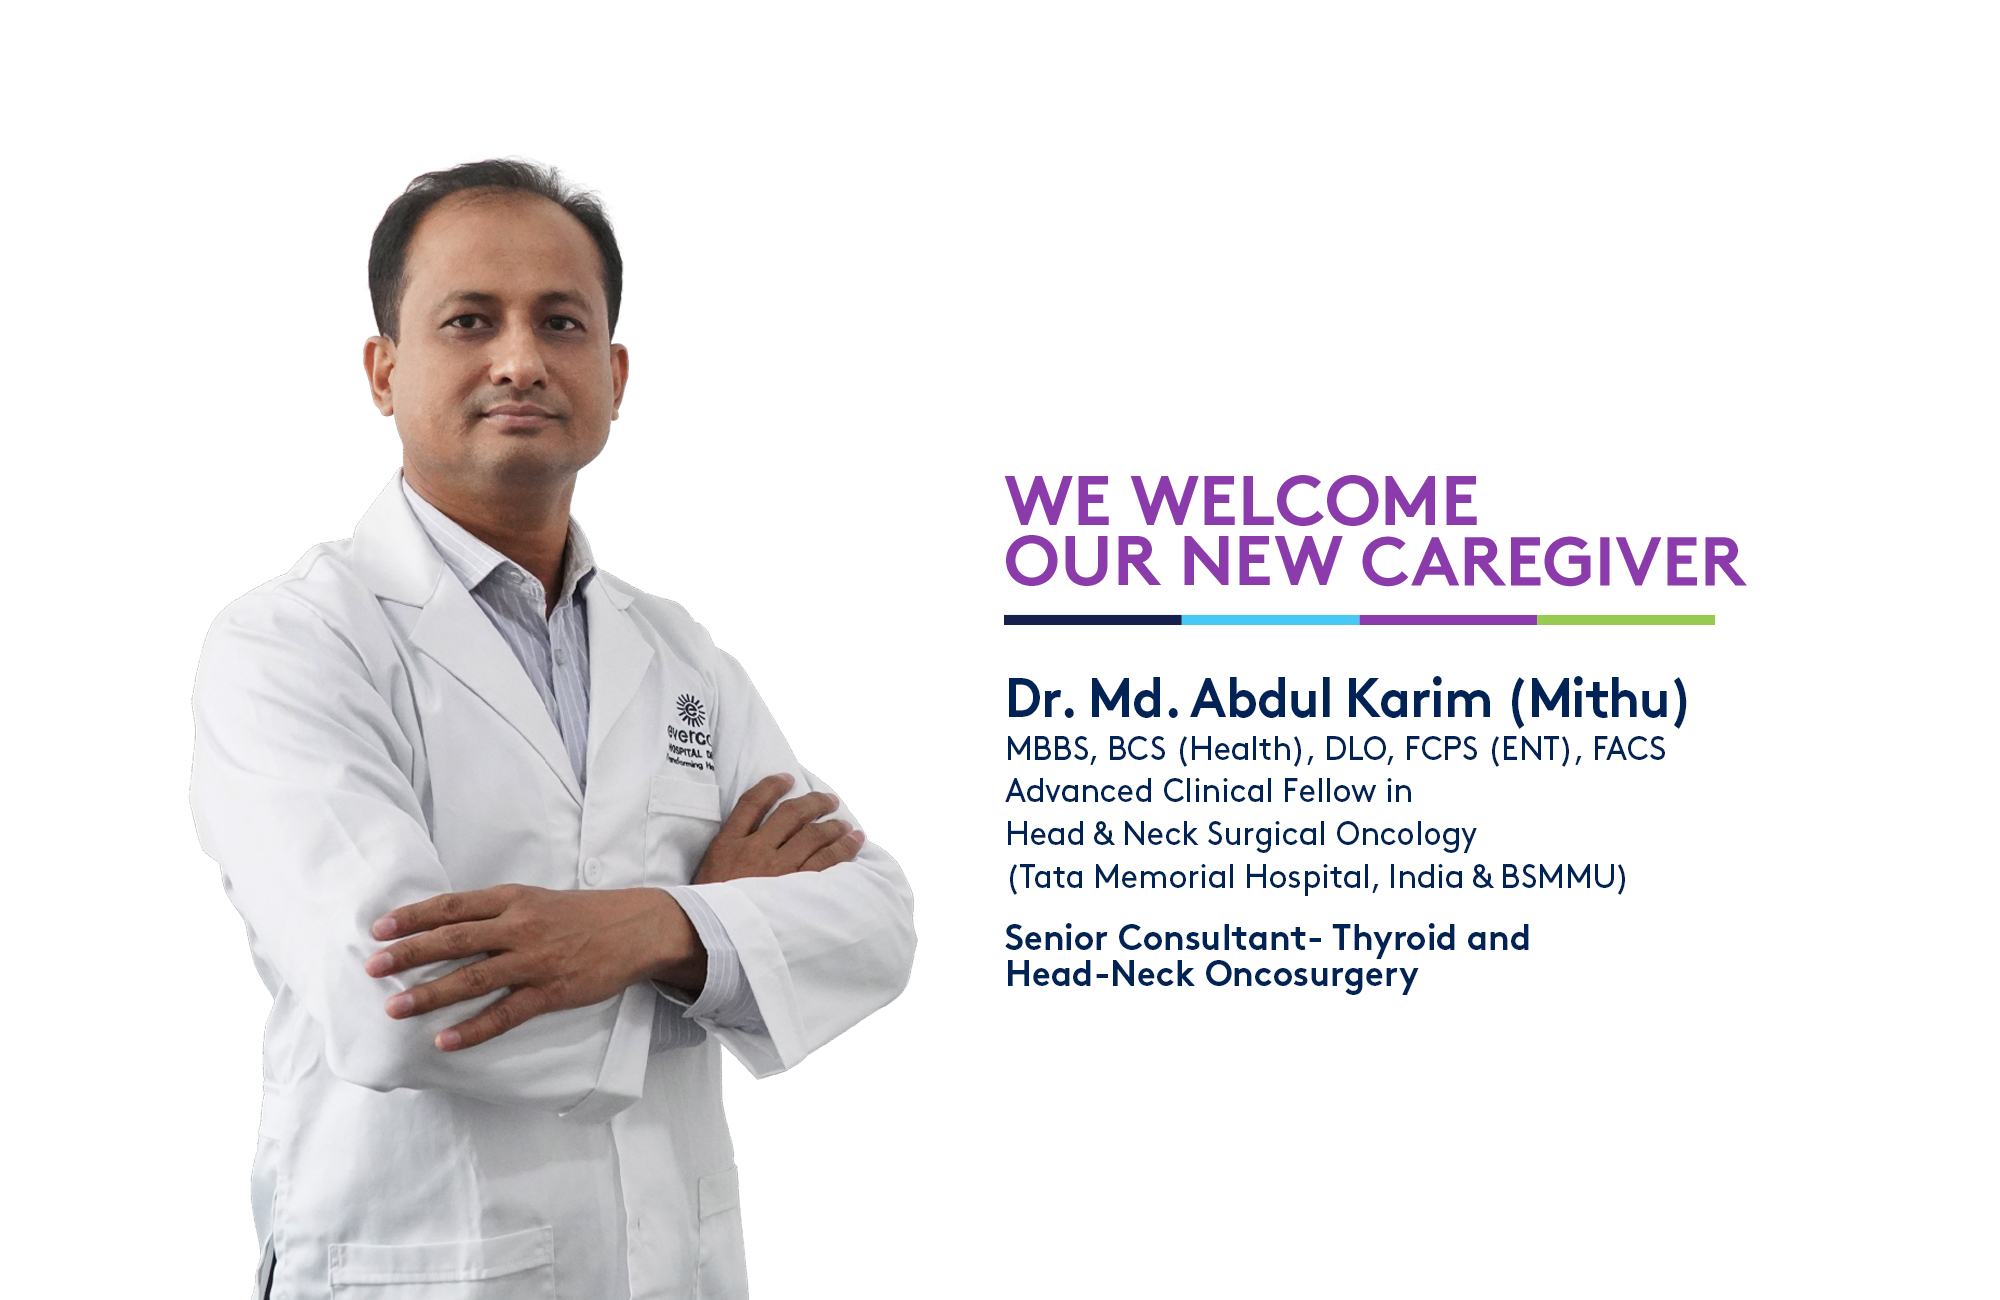 WE WELCOME
OUR NEW CAREGIVER
Dr. Md. Abdul Karim (Mithu)
MBBS, BCS (Health), DLO, FCPS (ENT), FACS
Advanced Clinical Fellow in
Head & Neck Surgical Oncology
(Tata Memorial Hospital, India & BSMMU)
Senior Consultant- Thyroid and
Head-Neck Oncosurgery
e
HOSPITAL